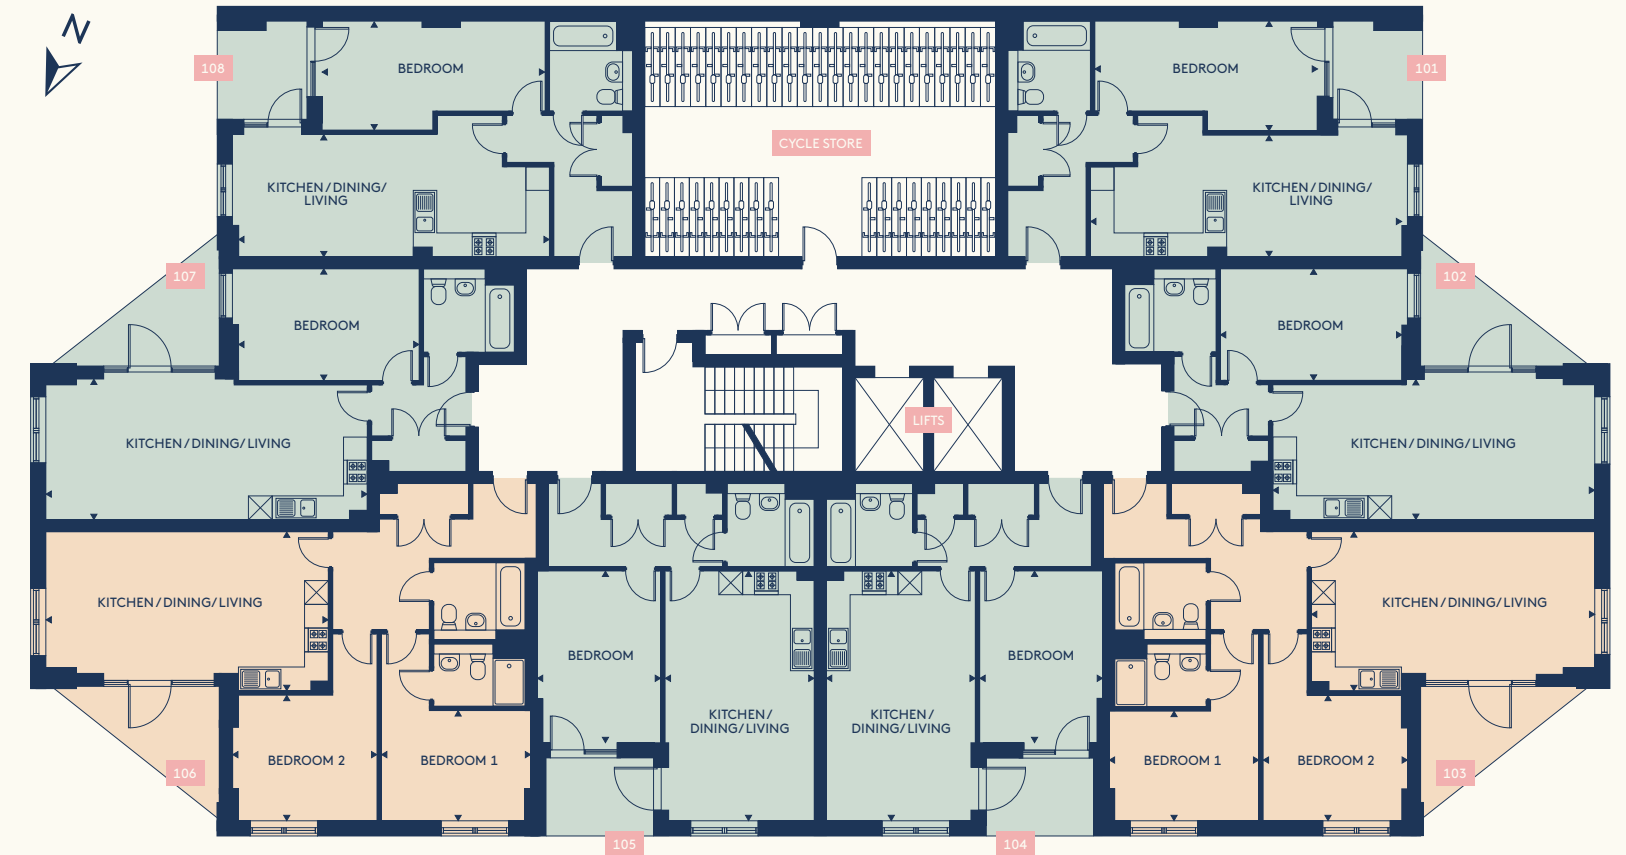 N
108
BEDROOM
BEDROOM
101
CYCLE STORE
KITCHEN / DINING/
LIVING
KITCHEN / DINING/
LIVING
107
102
BEDROOM
BEDROOM
LIFTS
KITCHEN / DINING/ LIVING
KITCHEN / DINING/ LIVING
KITCHEN / DINING/ LIVING
KITCHEN / DINING/ LIVING
BEDROOM
BEDROOM
KITCHEN /
DINING/ LIVING
KITCHEN /
DINING/ LIVING
BEDROOM 2
BEDROOM 1
BEDROOM 1
BEDROOM 2
106
103
105
104